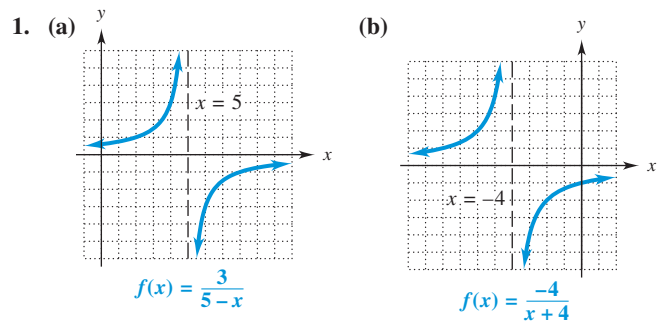 1. (a)
y
x = 5
x
f(x) = 3/(5 – x)
(b)
y
x
x = –4
f(x) = –4/(x + 4)